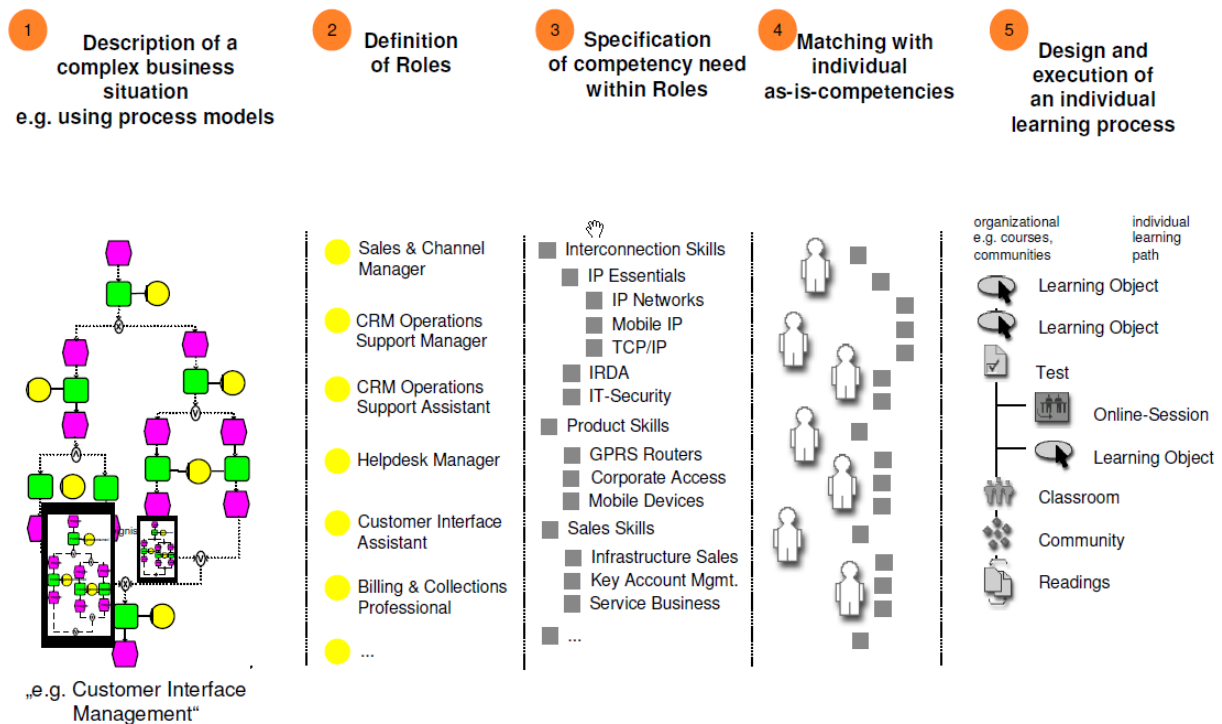 1
Description of a
complex business
situation
e.g. using process models
2
Definition
of Roles
3
Specification
of competency need
within Roles
4
Matching with
individual
as-is-competencies
5
Design and
execution of
an individual
learning process
„e.g. Customer Interface
Management“
Sales & Channel
Manager
CRM Operations
Support Manager
CRM Operations
Support Assistant
Helpdesk Manager
Customer Interface
Assistant
Billing & Collections
Professional
...
Interconnection Skills
IP Essentials
IP Networks
Mobile IP
TCP/IP
IRDA
IT-Security
Product Skills
GPRS Routers
Corporate Access
Mobile Devices
Sales Skills
Infrastructure Sales
Key Account Mgmt.
Service Business
...
organizational
e.g. courses,
communities
individual
learning
path
Learning Object
Learning Object
Test
Online-Session
Learning Object
Classroom
Community
Readings